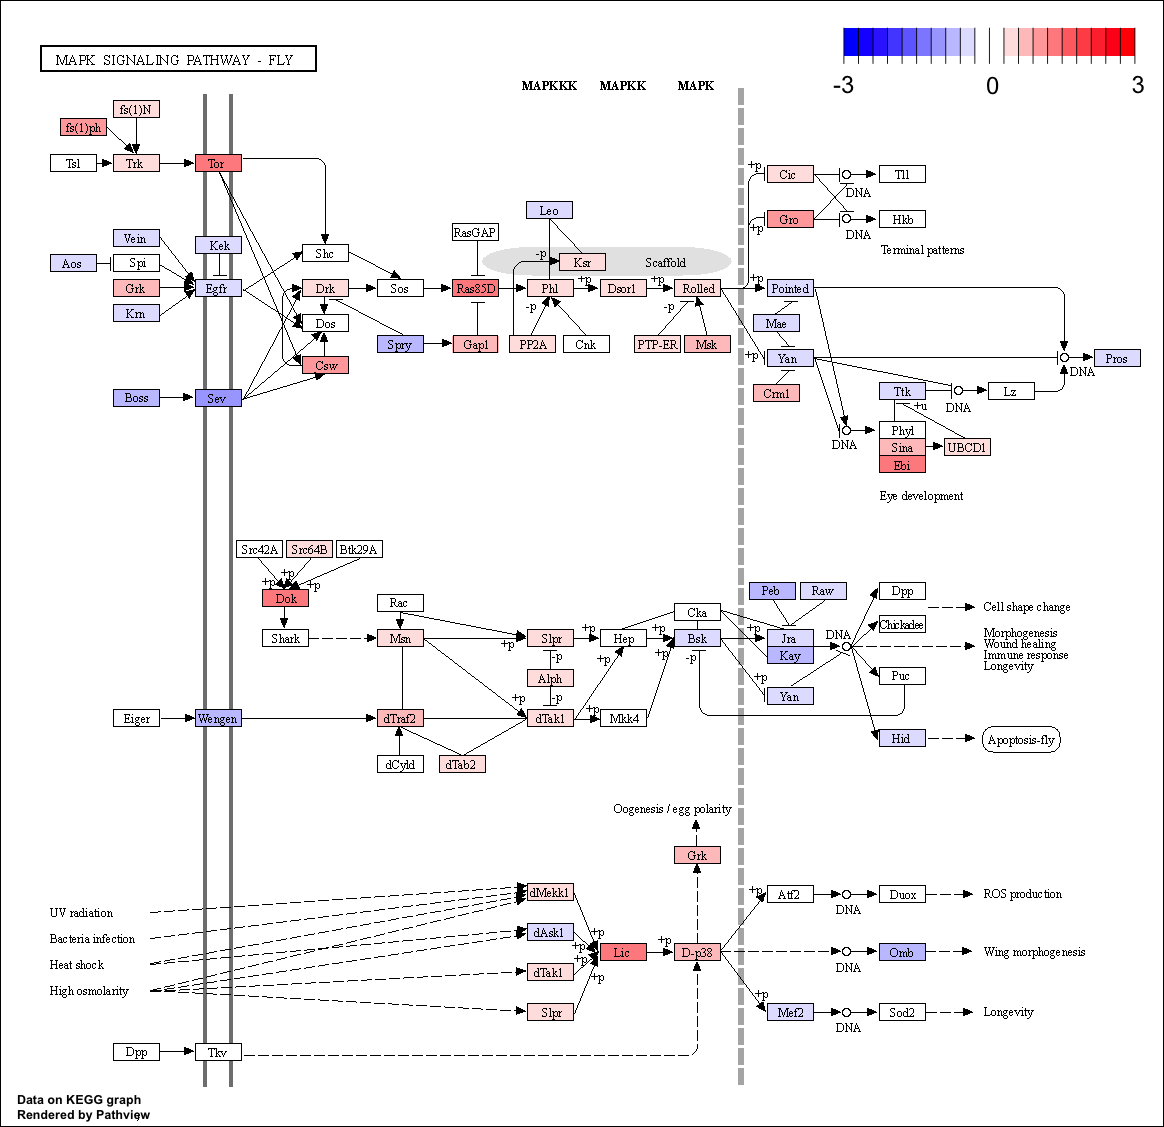 MAPK SIGNALING PATHWAY - FLY
-3 0 3
MAPKKK MAPKK MAPK
fs(1)N
fs(1)ph
Tsl Trk Tor
+p Cic DNA Tll
Leo
RasGAP
+p Gro DNA Hkb
Terminal patterns
Vein Kek
Aos Spi Shc
-p Ksr Scaffold
Grk Egfr Drk Sos Ras85D Phl +p Dsor1 +p Rolled +p Pointed
-p -p
Krn Dos Mae
Spry Gap1 PP2A Cnk PTP-ER Msk
+p Yan DNA Pros
Csw
Boss Sev Crm1 Ttk Lz
+u DNA
DNA Phyl
Sina UBCD1
Ebi
Eye development
Src42A Src64B Btk29A
+p +p +p
Dok
Rac Cka
Peb Raw Dpp
Cell shape change
Chickadee
Shark Msn +p Slpr +p Hep +p Bsk +p Jra DNA
Kay
Morphogenesis
Wound healing
Immune response
Longevity
-p +p +p -p
Alph +p Puc
-p +p Yan
Eiger Wengen dTraf2 dTak1 +p Mkk4
Hid Apoptosis-fly
dCyld dTab2
Oogenesis / egg polarity
Grk
dMekk1 +p Atf2 DNA Duox ROS production
UV radiation
Bacteria infection dAsk1 +p
+p Lic +p D-p38 DNA Omb Wing morphogenesis
Heat shock dTak1 +p
High osmolarity
Slpr +p Mef2 DNA Sod2 Longevity
Dpp Tkv
Data on KEGG graph
Rendered by Pathview